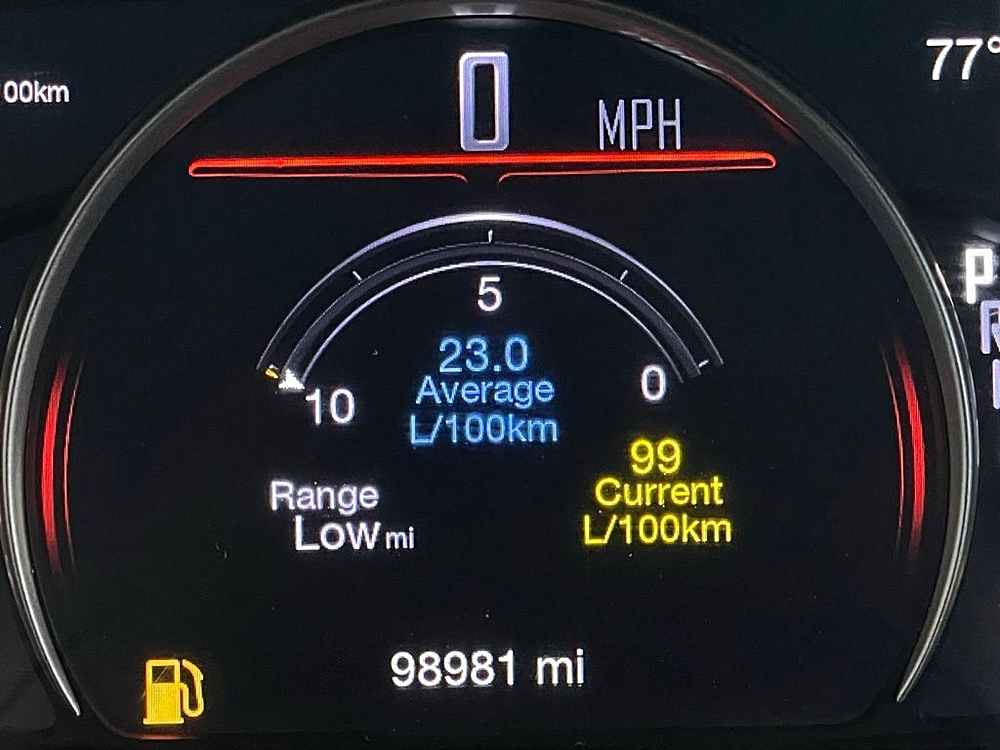 77°
00km
0 MPH
5
10
0
23.0
Average
L/100km
99
Current
L/100km
Range
Low mi
P
R
98981 mi